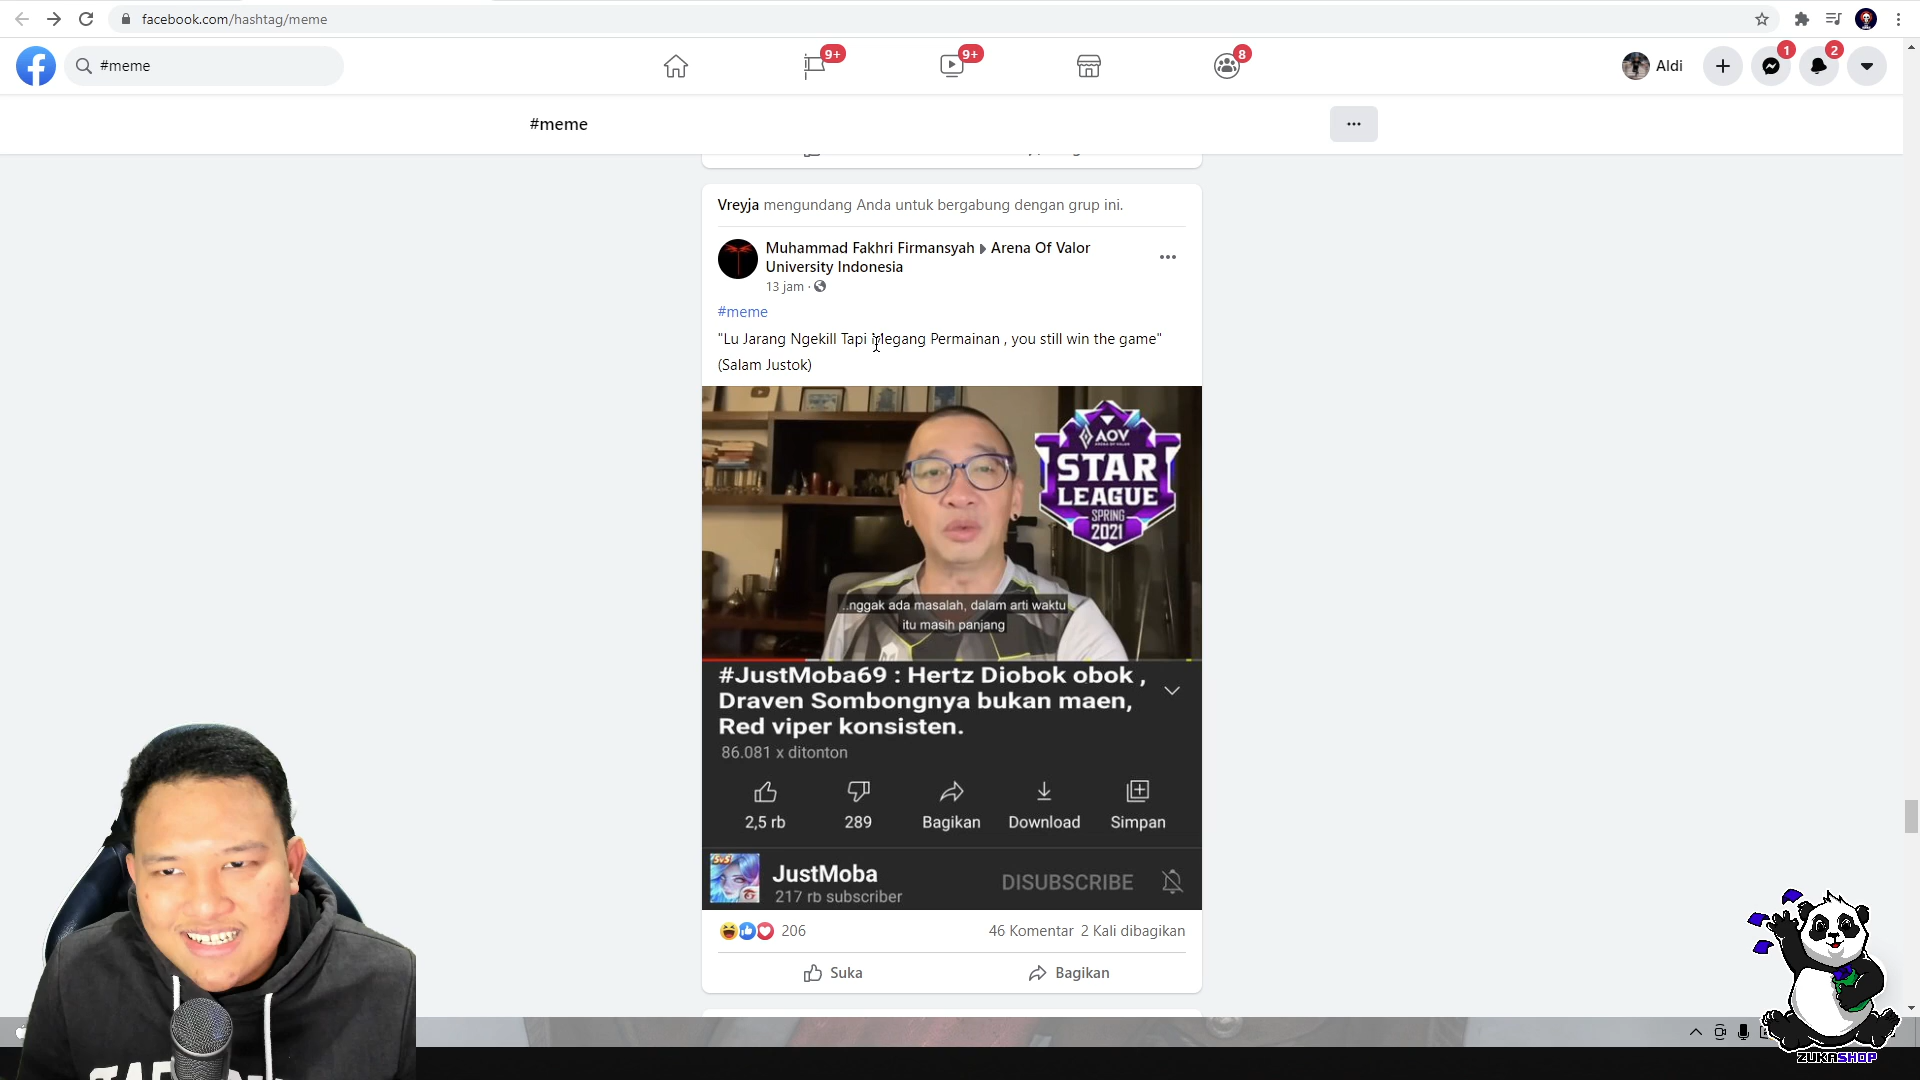 facebook.com/hashtag/meme
#meme
9+
9+
8
Aldi
1
2
#meme
Vreyja mengundang Anda untuk bergabung dengan grup ini.
Muhammad Fakhri Firmansyah Arena Of Valor
University Indonesia
13 jam ·
#meme
"Lu Jarang Ngekill Tapi Megang Permainan , you still win the game"
(Salam Justok)
AOV
ARENA OF VALOR
STAR
LEAGUE
SPRING
2021
..nggak ada masalah, dalam arti waktu
itu masih panjang
#JustMoba69 : Hertz Diobok obok ,
Draven Sombongnya bukan maen,
Red viper konsisten.
86.081 x ditonton
2,5 rb
289
Bagikan
Download
Simpan
5v5!
JustMoba
217 rb subscriber
DISUBSCRIBE
206
46 Komentar 2 Kali dibagikan
Suka
Bagikan
ZUKASHOP